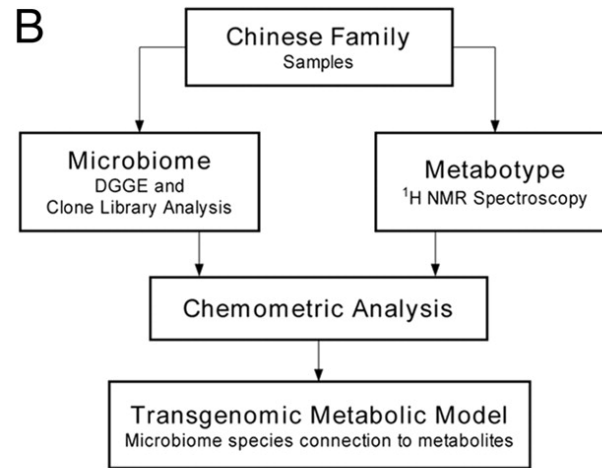 B
Chinese Family
Samples
Microbiome
DGGE and
Clone Library Analysis
Metabotype
¹H NMR Spectroscopy
Chemometric Analysis
Transgenomic Metabolic Model
Microbiome species connection to metabolites